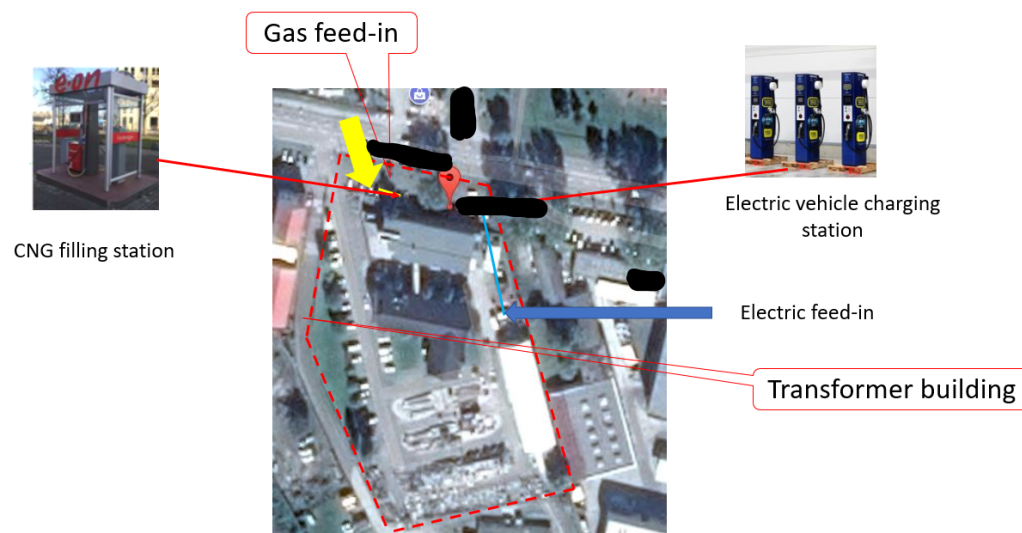 Gas feed-in
e·on
CNG filling station
Electric vehicle charging
station
Electric feed-in
Transformer building